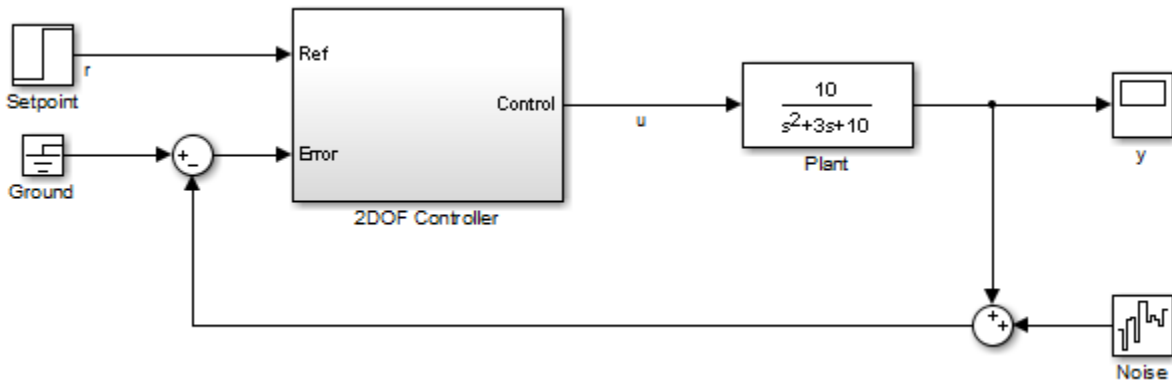 Setpoint
r
Ground
+
−
Ref
Error
Control
2DOF Controller
u
10
s²+3s+10
Plant
y
+
+
Noise